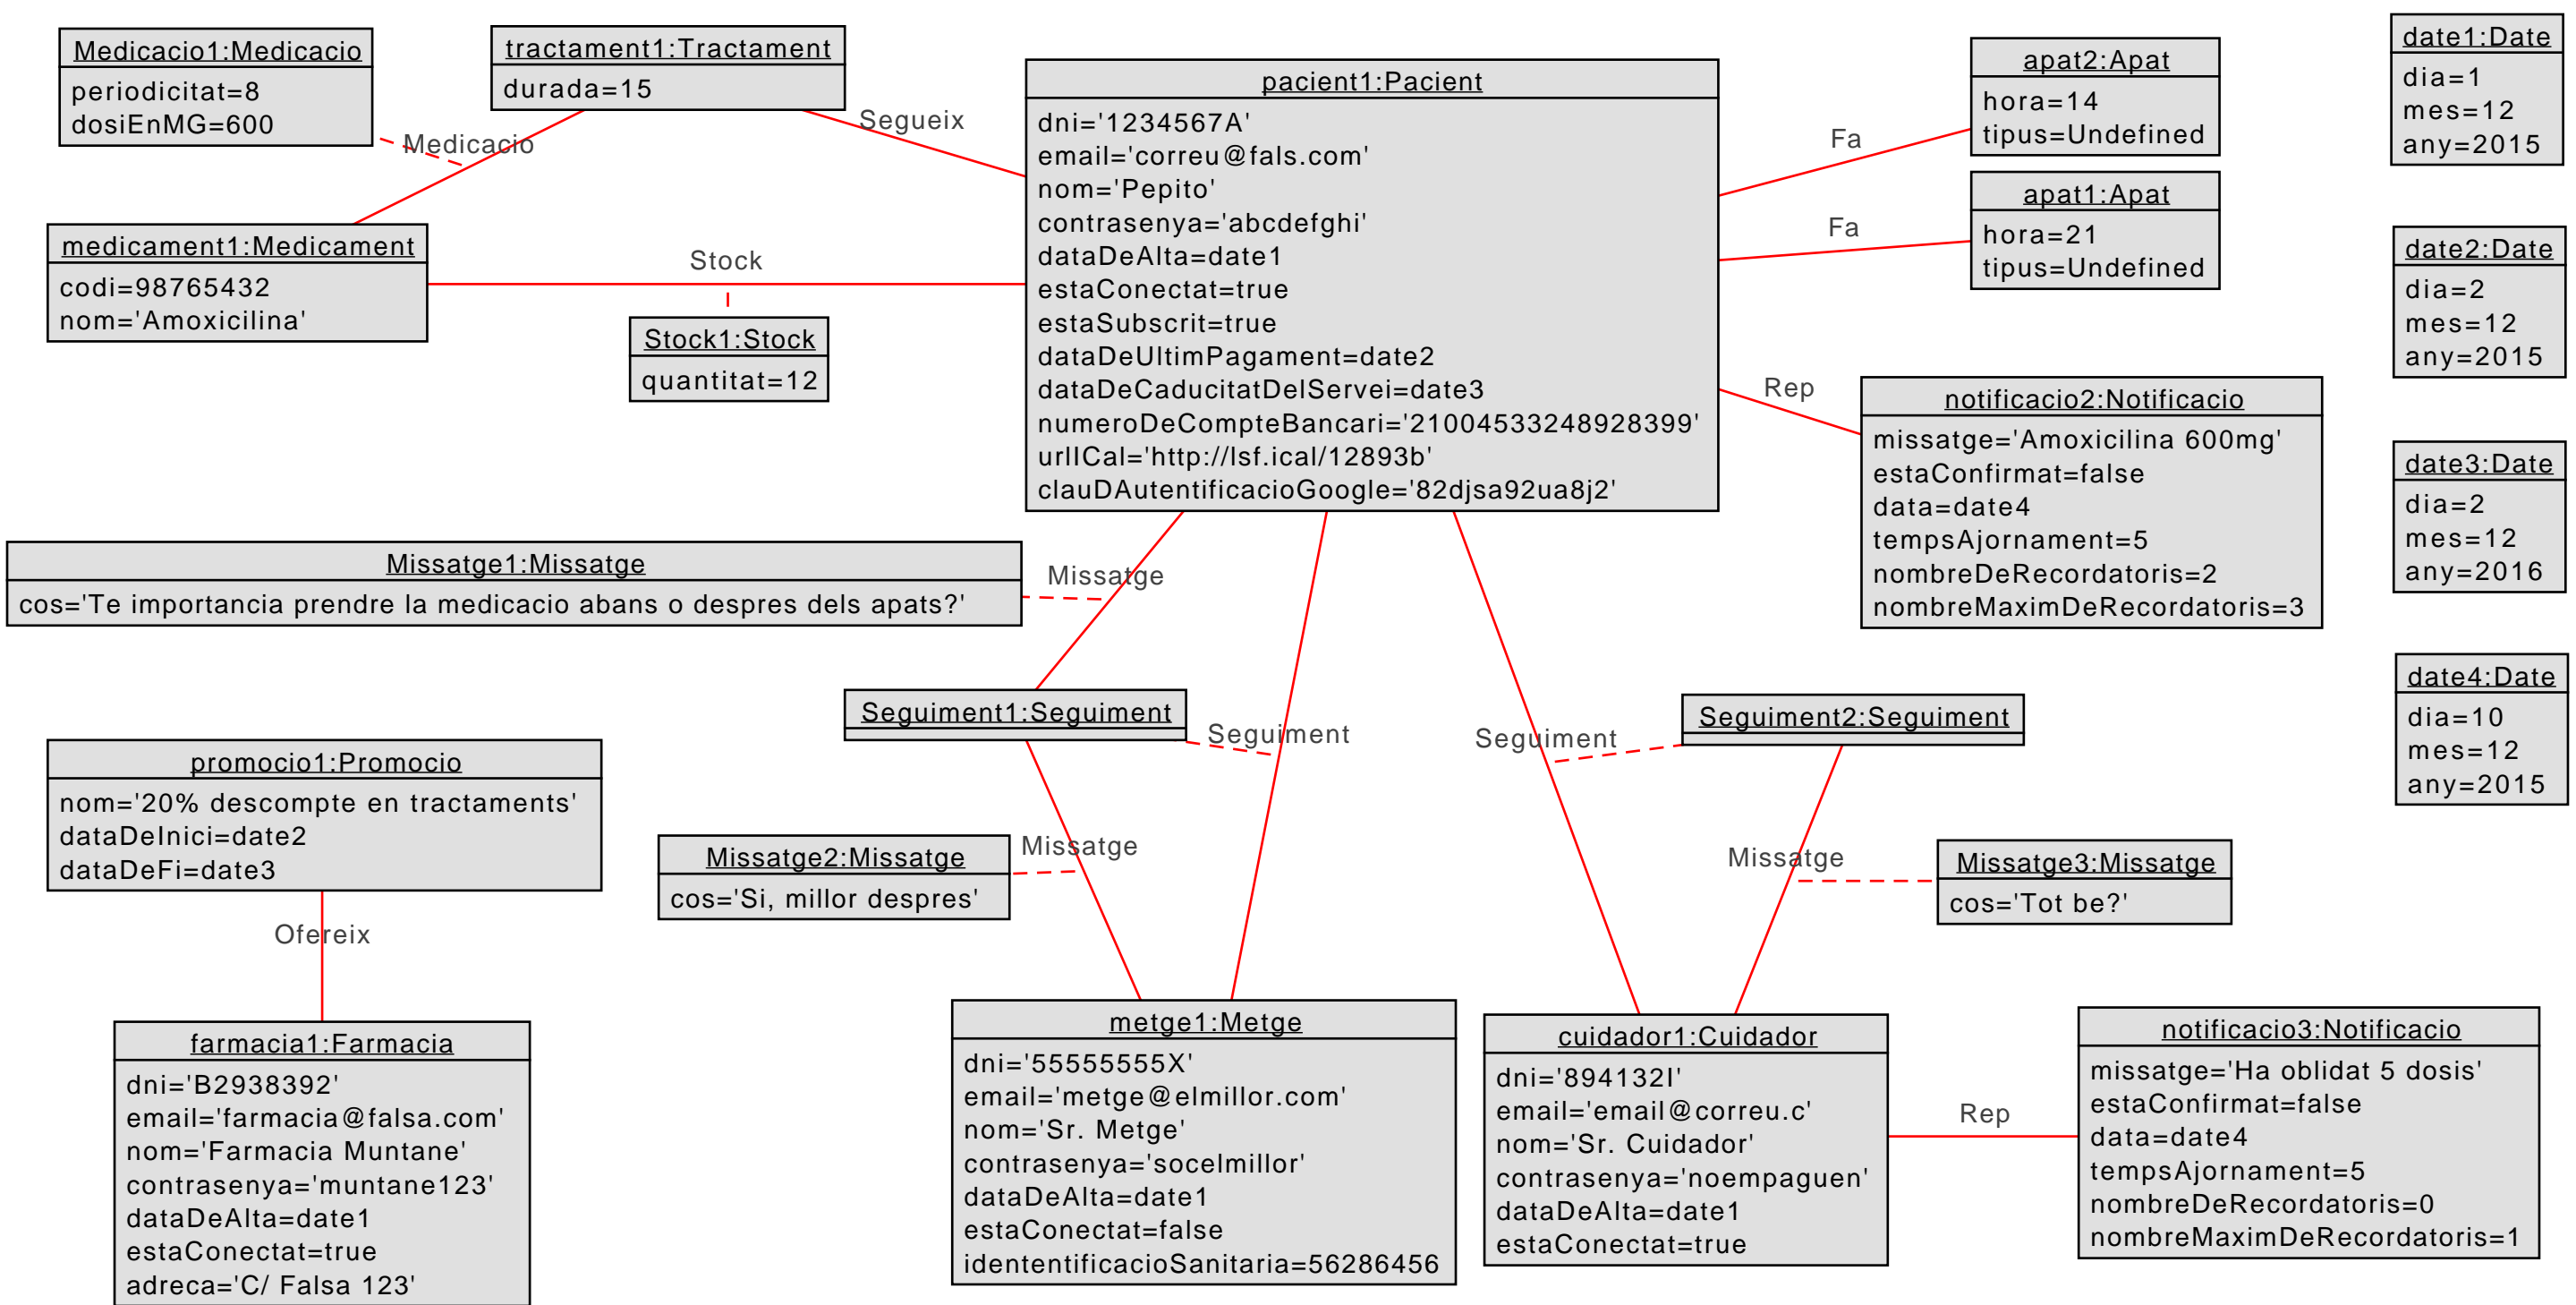 Medicacio1:Medicacio
periodicitat=8
dosiEnMG=600
tractament1:Tractament
durada=15
Medicacio
Segueix
medicament1:Medicament
codi=98765432
nom='Amoxicilina'
Stock
Stock1:Stock
quantitat=12
pacient1:Pacient
dni='1234567A'
email='correu@fals.com'
nom='Pepito'
contrasenya='abcdefghi'
dataDeAlta=date1
estaConectat=true
estaSubscrit=true
dataDeUltimPagament=date2
dataDeCaducitatDelServei=date3
numeroDeCompteBancari='21004533248928399'
urlICal='http://lsf.ical/12893b'
clauDAutentificacioGoogle='82djsa92ua8j2'
Fa
apat2:Apat
hora=14
tipus=Undefined
Fa
apat1:Apat
hora=21
tipus=Undefined
Rep
notificacio2:Notificacio
missatge='Amoxicilina 600mg'
estaConfirmat=false
data=date4
tempsAjornament=5
nombreDeRecordatoris=2
nombreMaximDeRecordatoris=3
date1:Date
dia=1
mes=12
any=2015
date2:Date
dia=2
mes=12
any=2015
date3:Date
dia=2
mes=12
any=2016
date4:Date
dia=10
mes=12
any=2015
Missatge1:Missatge
cos='Te importancia prendre la medicacio abans o despres dels apats?'
Missatge
Seguiment1:Seguiment
Seguiment
Seguiment
Seguiment2:Seguiment
promocio1:Promocio
nom='20% descompte en tractaments'
dataDeInici=date2
dataDeFi=date3
Ofereix
Missatge2:Missatge
cos='Si, millor despres'
Missatge
Missatge
Missatge3:Missatge
cos='Tot be?'
farmacia1:Farmacia
dni='B2938392'
email='farmacia@falsa.com'
nom='Farmacia Muntane'
contrasenya='muntane123'
dataDeAlta=date1
estaConectat=true
adreca='C/ Falsa 123'
metge1:Metge
dni='55555555X'
email='metge@elmillor.com'
nom='Sr. Metge'
contrasenya='socelmillor'
dataDeAlta=date1
estaConectat=false
idententificacioSanitaria=56286456
cuidador1:Cuidador
dni='894132I'
email='email@correu.c'
nom='Sr. Cuidador'
contrasenya='noempaguen'
dataDeAlta=date1
estaConectat=true
Rep
notificacio3:Notificacio
missatge='Ha oblidat 5 dosis'
estaConfirmat=false
data=date4
tempsAjornament=5
nombreDeRecordatoris=0
nombreMaximDeRecordatoris=1